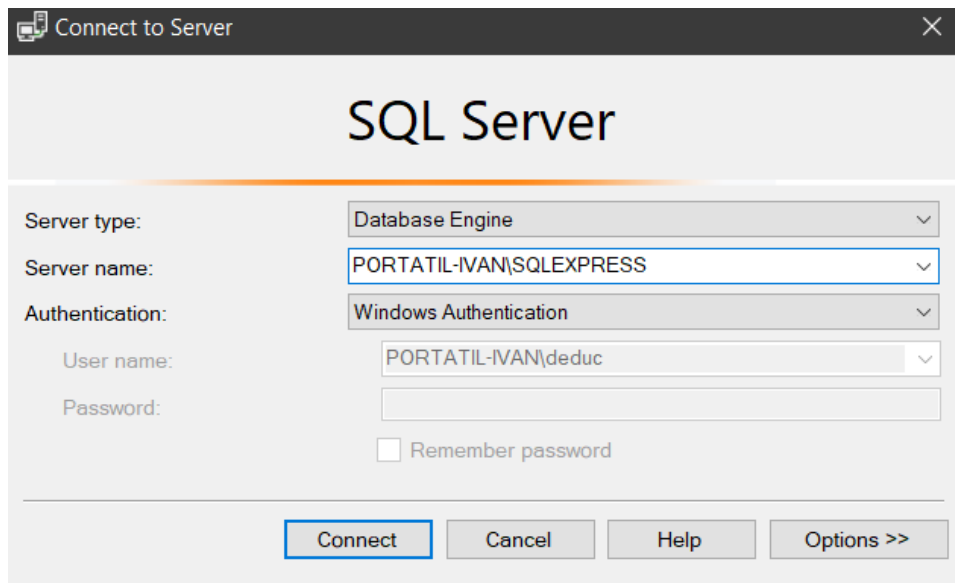 Connect to Server
SQL Server
Server type: Database Engine
Server name: PORTATIL-IVAN\SQLEXPRESS
Authentication: Windows Authentication
User name: PORTATIL-IVAN\deduc
Password:
Remember password
Connect Cancel Help Options >>